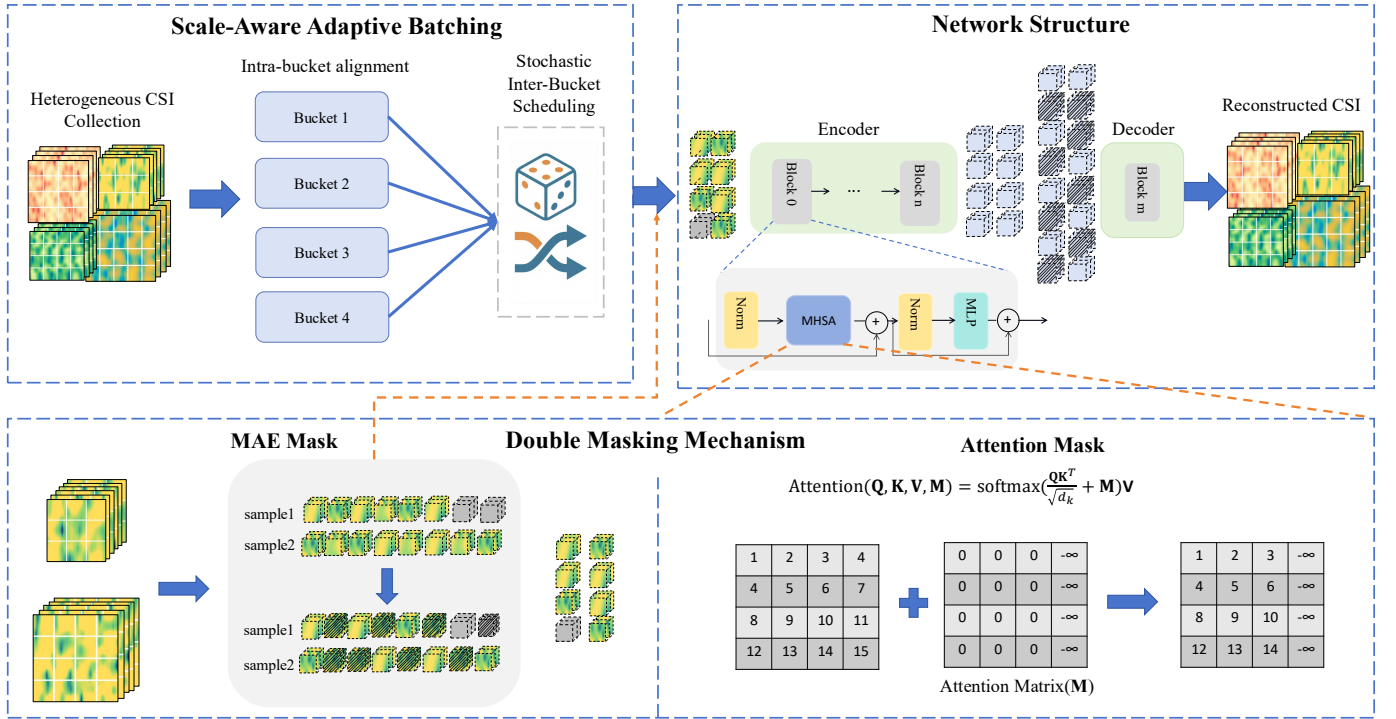 Scale-Aware Adaptive Batching
Intra-bucket alignment
Stochastic
Inter-Bucket
Scheduling
Heterogeneous CSI
Collection
Bucket 1
Bucket 2
Bucket 3
Bucket 4
Network Structure
Encoder
Decoder
Reconstructed CSI
Block 0
...
Block n
Block m
Norm
MHSA
+
Norm
MLP
+
Double Masking Mechanism
MAE Mask
sample1
sample2
sample1
sample2
Attention Mask
Attention(Q, K, V, M) = softmax(QK^T/√d_k + M)V
1 2 3 4
4 5 6 7
8 9 10 11
12 13 14 15
0 0 0 -∞
0 0 0 -∞
0 0 0 -∞
0 0 0 -∞
Attention Matrix(M)
1 2 3 -∞
4 5 6 -∞
8 9 10 -∞
12 13 14 -∞